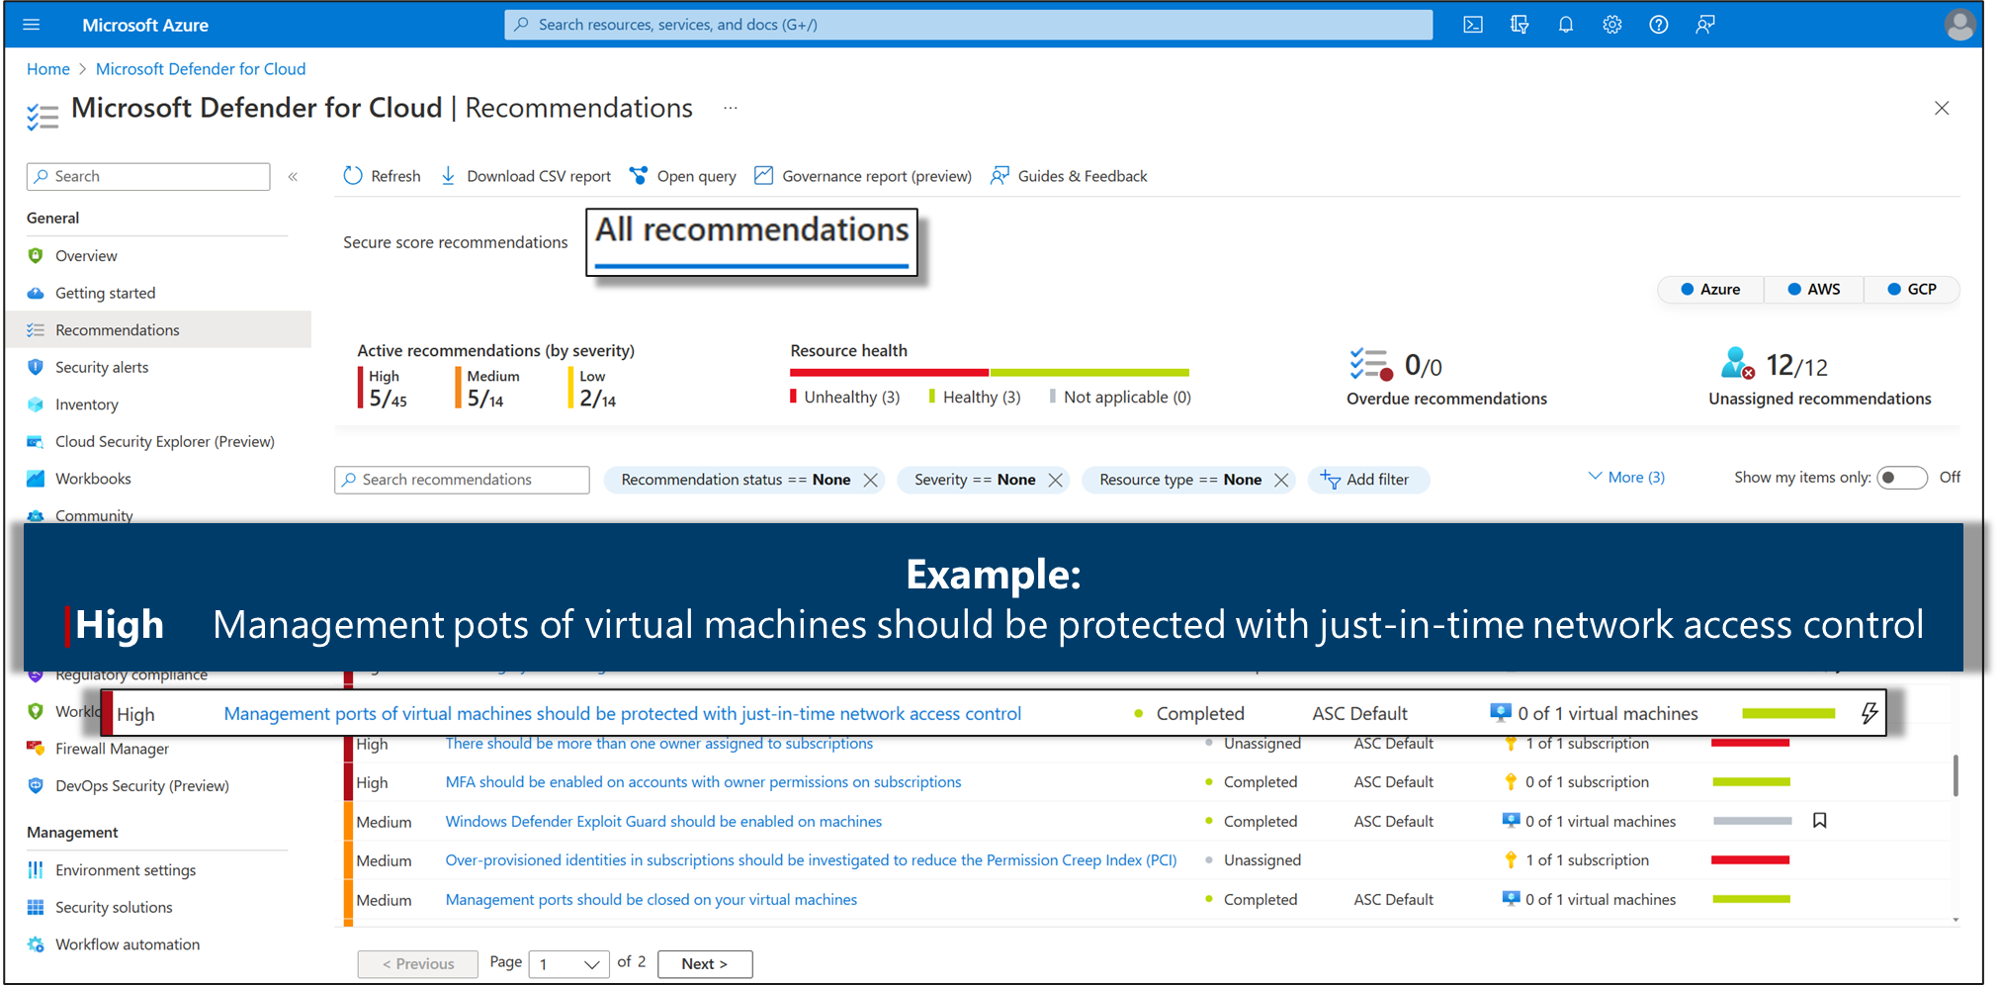 Microsoft Azure
Search resources, services, and docs (G+/)
Home > Microsoft Defender for Cloud
Microsoft Defender for Cloud | Recommendations ...
Search «
Refresh Download CSV report Open query Governance report (preview) Guides & Feedback
General
Secure score recommendations All recommendations
Overview
Getting started
Azure AWS GCP
Recommendations
Security alerts
Inventory
Cloud Security Explorer (Preview)
Workbooks
Community
Active recommendations (by severity)
High Medium Low
5/45 5/14 2/14
Resource health
Unhealthy (3) Healthy (3) Not applicable (0)
0/0
Overdue recommendations
12/12
Unassigned recommendations
Search recommendations Recommendation status == None Severity == None Resource type == None Add filter More (3) Show my items only: Off
Example:
High Management pots of virtual machines should be protected with just-in-time network access control
Regulatory compliance
High Management ports of virtual machines should be protected with just-in-time network access control Completed ASC Default 0 of 1 virtual machines
High There should be more than one owner assigned to subscriptions Unassigned ASC Default 1 of 1 subscription
Firewall Manager
High MFA should be enabled on accounts with owner permissions on subscriptions Completed ASC Default 0 of 1 subscription
DevOps Security (Preview)
Medium Windows Defender Exploit Guard should be enabled on machines Completed ASC Default 0 of 1 virtual machines
Management
Medium Over-provisioned identities in subscriptions should be investigated to reduce the Permission Creep Index (PCI) Unassigned 1 of 1 subscription
Environment settings
Medium Management ports should be closed on your virtual machines Completed ASC Default 0 of 1 virtual machines
Security solutions
Workflow automation
< Previous Page 1 of 2 Next >